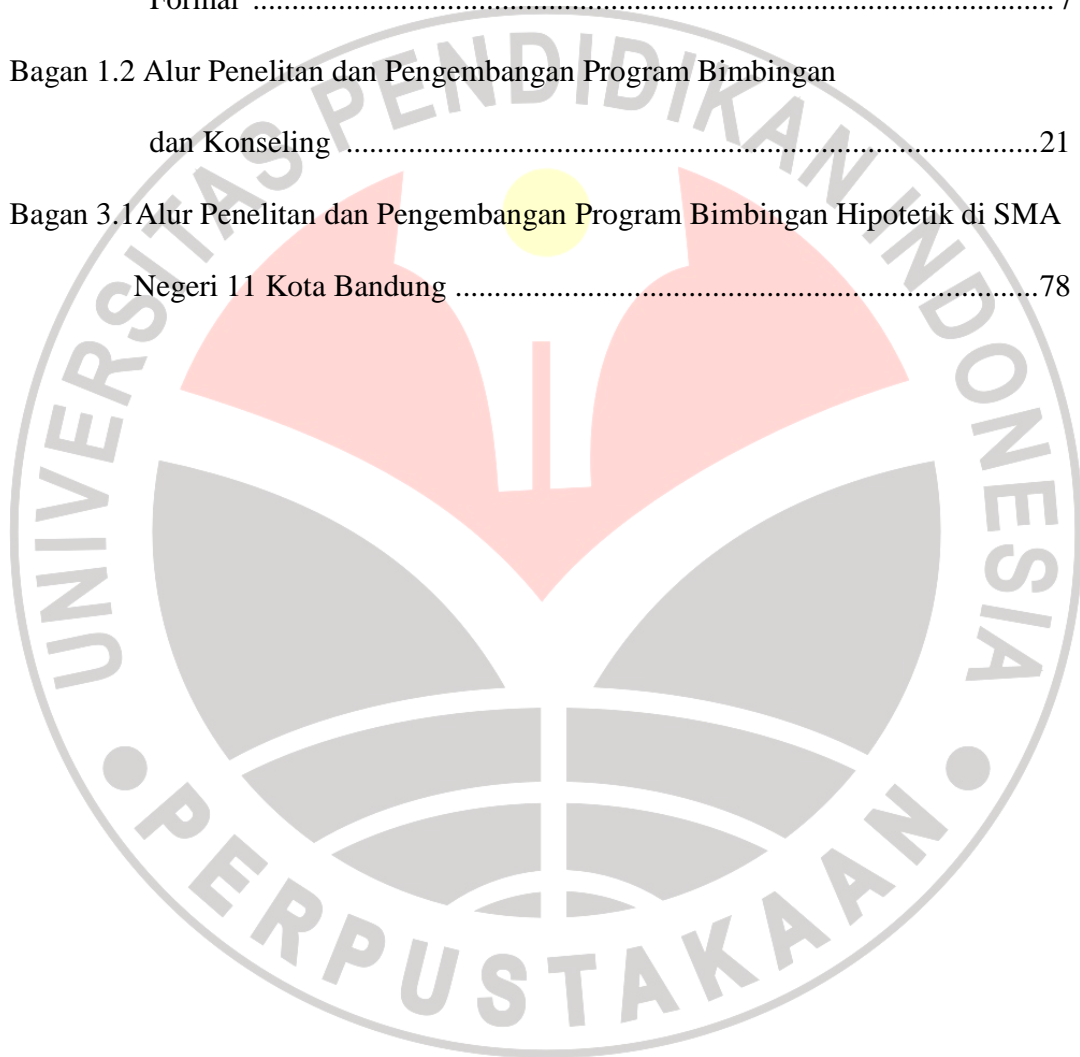 Formal ........................................................................................................ 7
Bagan 1.2 Alur Penelitan dan Pengembangan Program Bimbingan
dan Konseling ..........................................................................................21
Bagan 3.1Alur Penelitan dan Pengembangan Program Bimbingan Hipotetik di SMA
Negeri 11 Kota Bandung ...........................................................................78
UNIVERSITAS PENDIDIKAN INDONESIA
PERPUSTAKAAN